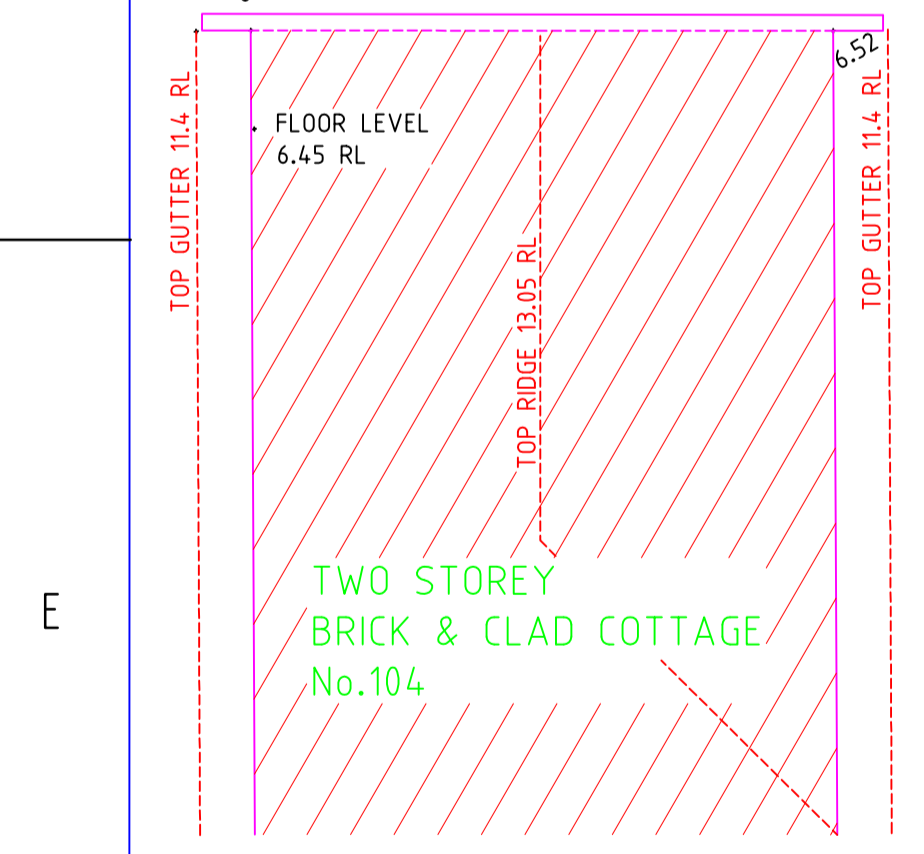 6.52
TOP GUTTER 11.4 RL
FLOOR LEVEL
6.45 RL
TOP RIDGE 13.05 RL
TOP GUTTER 11.4 RL
TWO STOREY
BRICK & CLAD COTTAGE
No.104
E